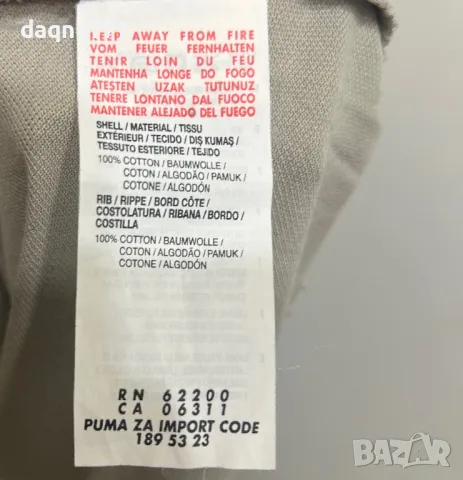 daqn
KEEP AWAY FROM FIRE
VOM FEUER FERNHALTEN
TENIR LOIN DU FEU
MANTENHA LONGE DO FOGO
ATEŞTEN UZAK TUTUNUZ
TENERE LONTANO DAL FUOCO
MANTENER ALEJADO DEL FUEGO
SHELL / MATERIAL / TISSU
EXTÉRIEUR / TECIDO / DIŞ KUMAŞ /
TESSUTO ESTERIORE / TEJIDO
100% COTTON / BAUMWOLLE /
COTON / ALGODÃO / PAMUK /
COTONE / ALGODÓN
RIB / RIPPE / BORD CÔTE /
COSTOLATURA / RIBANA / BORDO /
COSTILLA
100% COTTON / BAUMWOLLE /
COTON / ALGODÃO / PAMUK /
COTONE / ALGODÓN
RN 62200
CA 06311
PUMA ZA IMPORT CODE
189 53 23
BAZAR